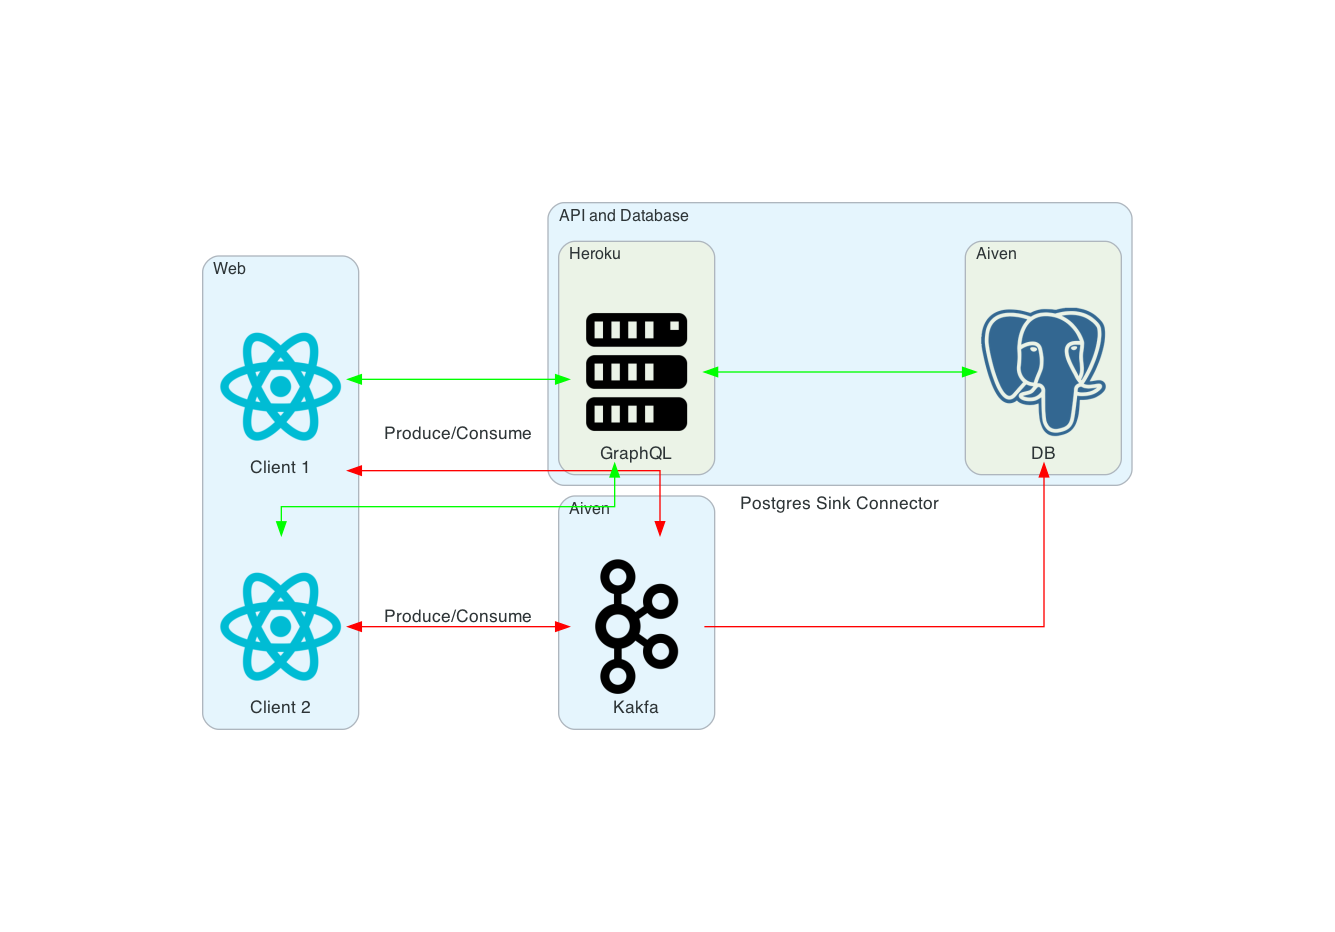 API and Database
Heroku
Aiven
Web
Produce/Consume
GraphQL
DB
Client 1
Postgres Sink Connector
Aiven
Produce/Consume
Client 2
Kakfa